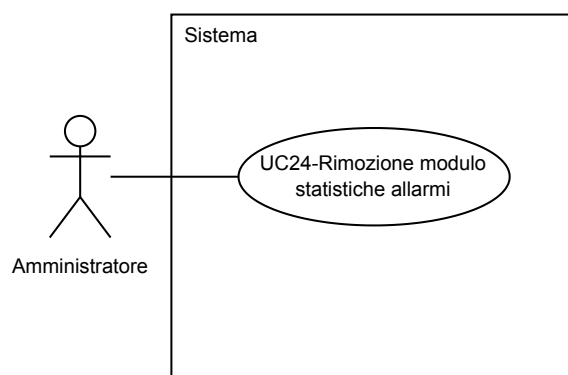 Sistema
UC24-Rimozione modulo
statistiche allarmi
Amministratore